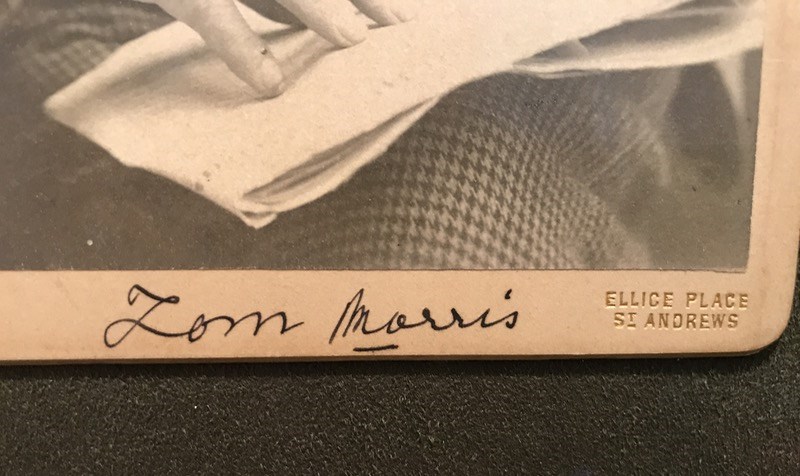 Tom Morris
ELLICE PLACE
ST ANDREWS